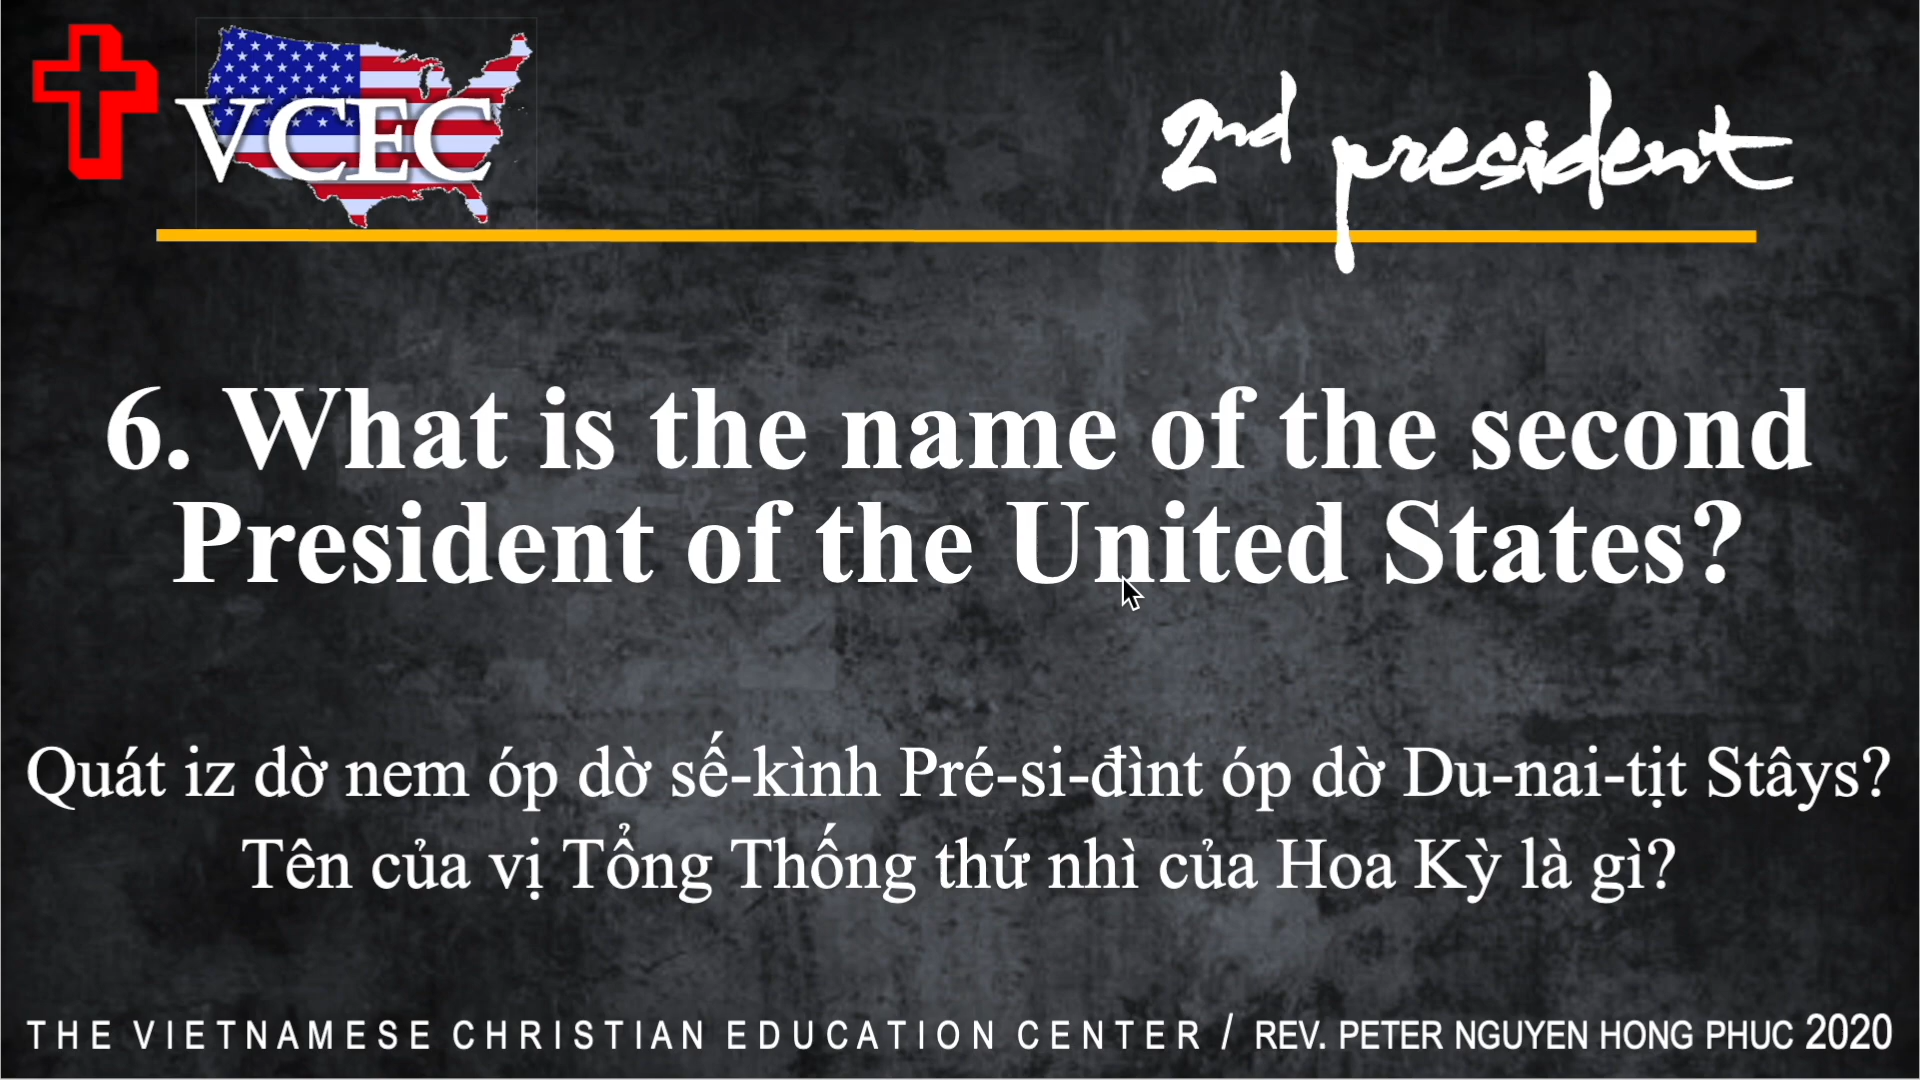 VCEC
2nd president
6. What is the name of the second
President of the United States?
Quát iz dờ nem óp dờ sế-kình Pré-si-đình óp dờ Du-nai-tịt Stâys?
Tên của vị Tổng Thống thứ nhì của Hoa Kỳ là gì?
THE VIETNAMESE CHRISTIAN EDUCATION CENTER / REV. PETER NGUYEN HONG PHUC 2020